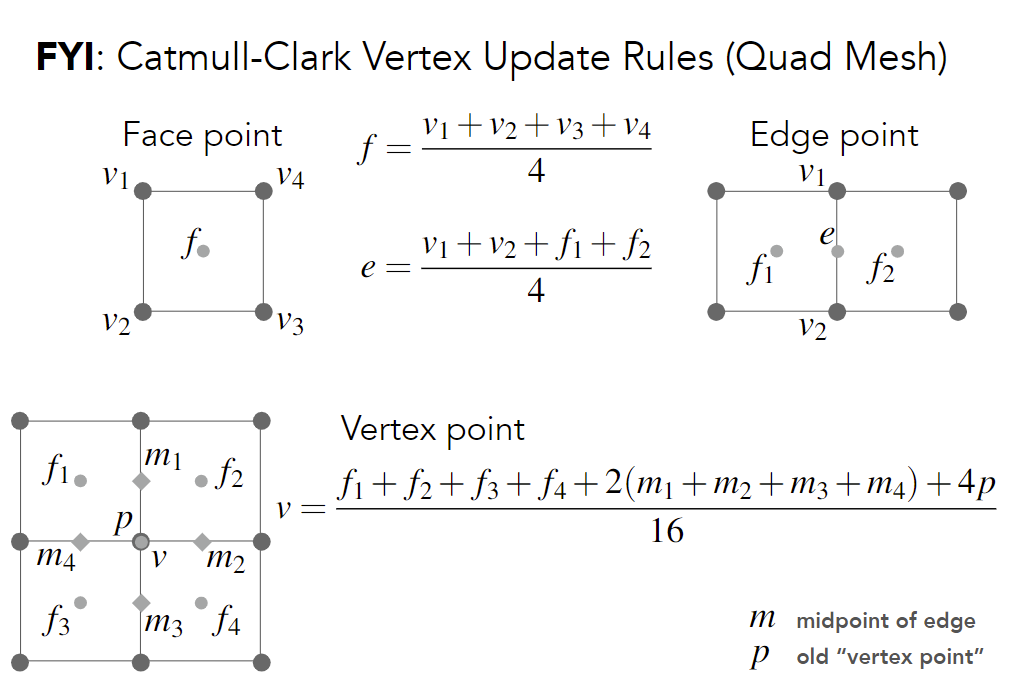 FYI: Catmull-Clark Vertex Update Rules (Quad Mesh)
Face point
f = (v₁ + v₂ + v₃ + v₄) / 4
Edge point
v₁
v₄
v₁
f
e
e = (v₁ + v₂ + f₁ + f₂) / 4
f₁
f₂
v₂
v₃
v₂
Vertex point
f₁
m₁
f₂
v = (f₁ + f₂ + f₃ + f₄ + 2(m₁ + m₂ + m₃ + m₄) + 4p) / 16
p
m₄
v
m₂
f₃
m₃
f₄
m midpoint of edge
p old “vertex point”